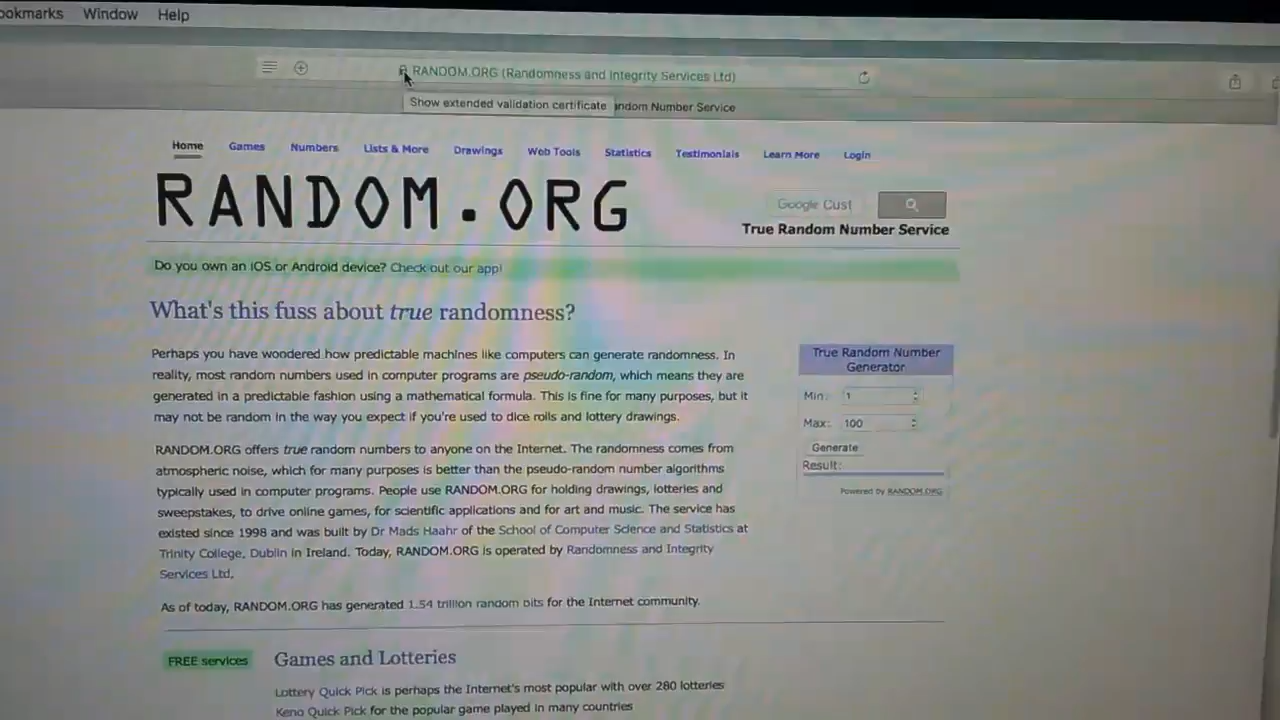 ookmarks Window Help
RANDOM.ORG (Randomness and Integrity Services Ltd)
Show extended validation certificate
ndom Number Service
Home Games Numbers Lists & More Drawings Web Tools Statistics Testimonials Learn More Login
RANDOM.ORG
Google Cust
True Random Number Service
Do you own an iOS or Android device? Check out our app!
What's this fuss about true randomness?
Perhaps you have wondered how predictable machines like computers can generate randomness. In
reality, most random numbers used in computer programs are pseudo-random, which means they are
generated in a predictable fashion using a mathematical formula. This is fine for many purposes, but it
may not be random in the way you expect if you're used to dice rolls and lottery drawings.
RANDOM.ORG offers true random numbers to anyone on the Internet. The randomness comes from
atmospheric noise, which for many purposes is better than the pseudo-random number algorithms
typically used in computer programs. People use RANDOM.ORG for holding drawings, lotteries and
sweepstakes, to drive online games, for scientific applications and for art and music. The service has
existed since 1998 and was built by Dr Mads Haahr of the School of Computer Science and Statistics at
Trinity College, Dublin in Ireland. Today, RANDOM.ORG is operated by Randomness and Integrity
Services Ltd.
As of today, RANDOM.ORG has generated 1.54 trillion random bits for the Internet community.
True Random Number
Generator
Min: 1
Max: 100
Generate
Result:
Powered by RANDOM.ORG
FREE services
Games and Lotteries
Lottery Quick Pick is perhaps the Internet's most popular with over 280 lotteries
Keno Quick Pick for the popular game played in many countries